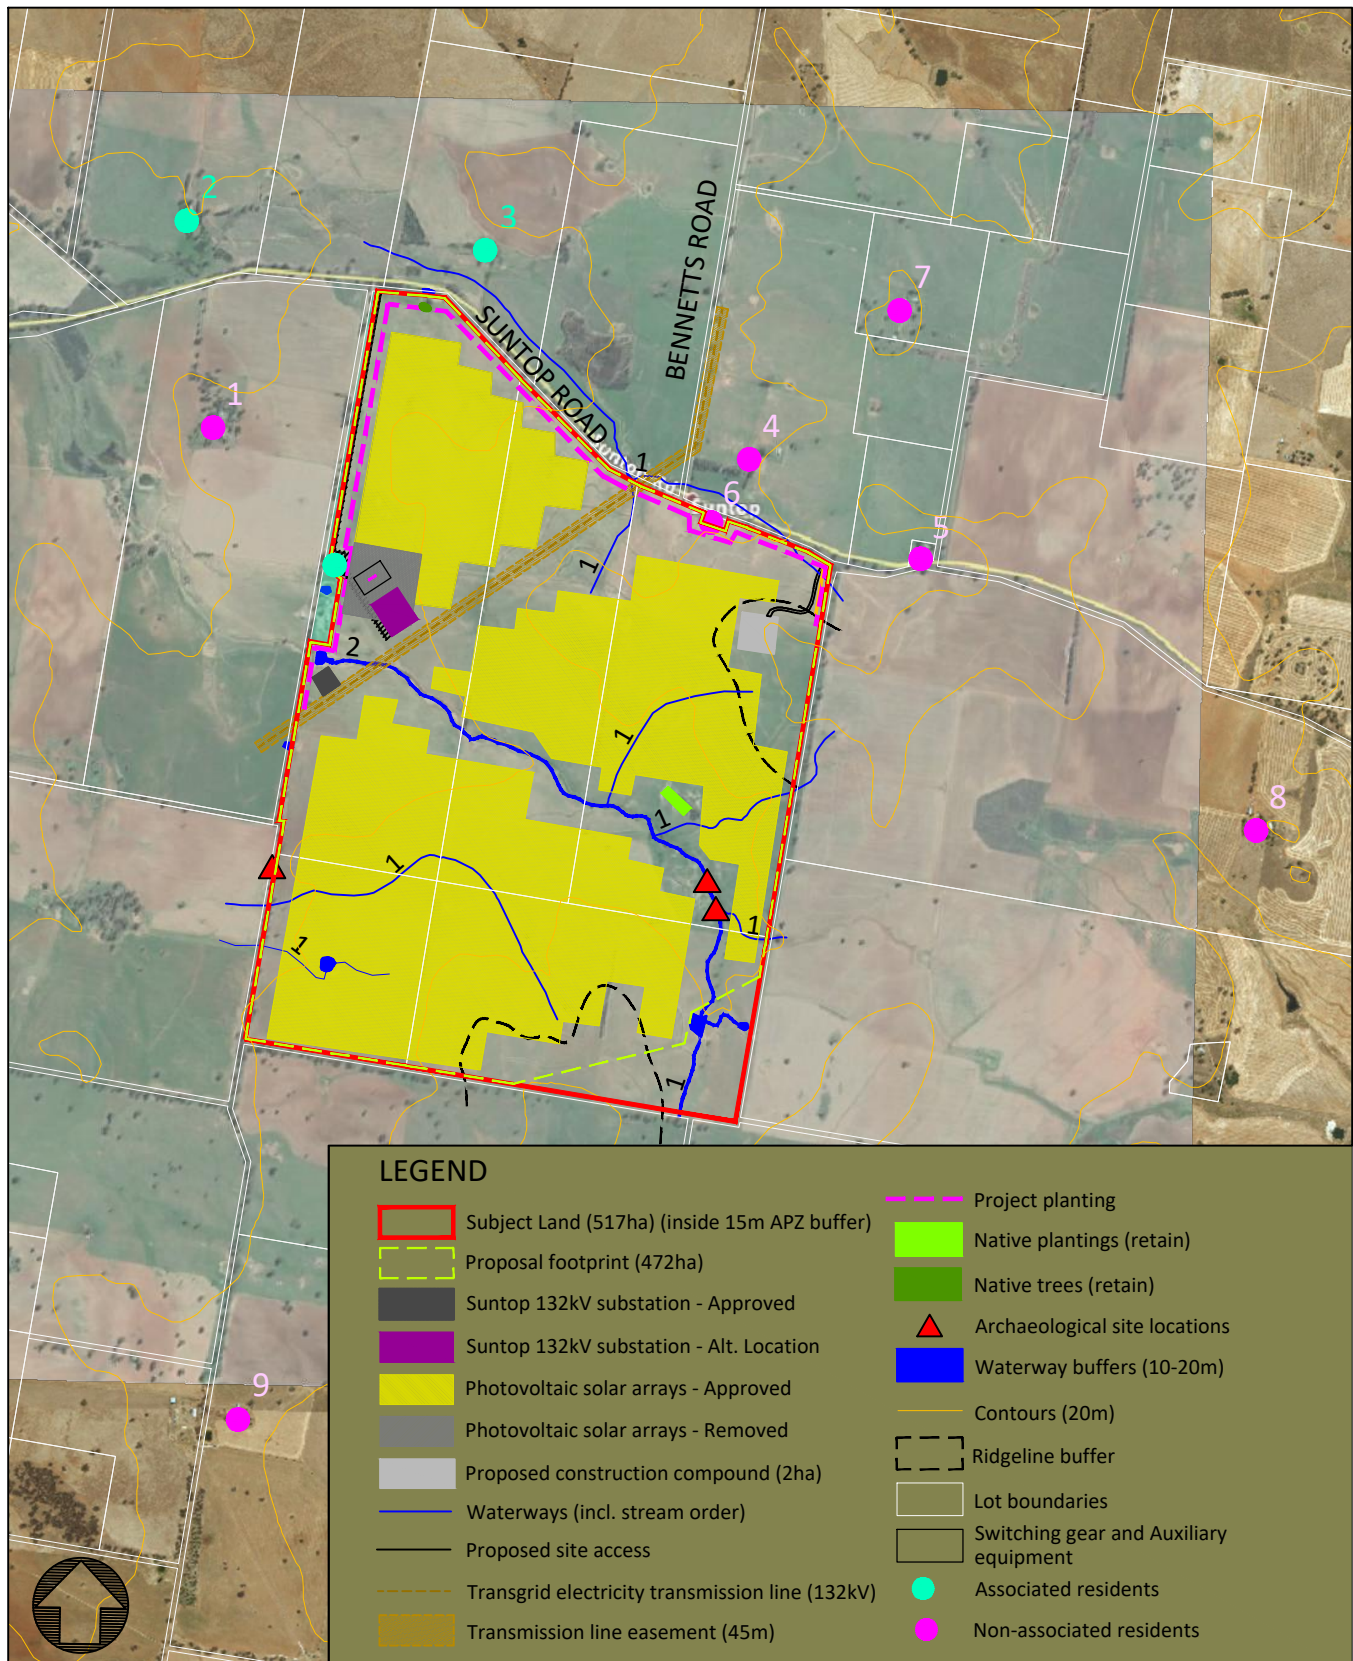 2
3
BENNETTS ROAD
7
SUNTOP ROAD
1
4
1
6
5
1
2
1
8
1
1
1
1
1
9
LEGEND
Subject Land (517ha) (inside 15m APZ buffer)
Proposal footprint (472ha)
Suntop 132kV substation - Approved
Suntop 132kV substation - Alt. Location
Photovoltaic solar arrays - Approved
Photovoltaic solar arrays - Removed
Proposed construction compound (2ha)
Waterways (incl. stream order)
Proposed site access
Transgrid electricity transmission line (132kV)
Transmission line easement (45m)
Project planting
Native plantings (retain)
Native trees (retain)
Archaeological site locations
Waterway buffers (10-20m)
Contours (20m)
Ridgeline buffer
Lot boundaries
Switching gear and Auxiliary
equipment
Associated residents
Non-associated residents